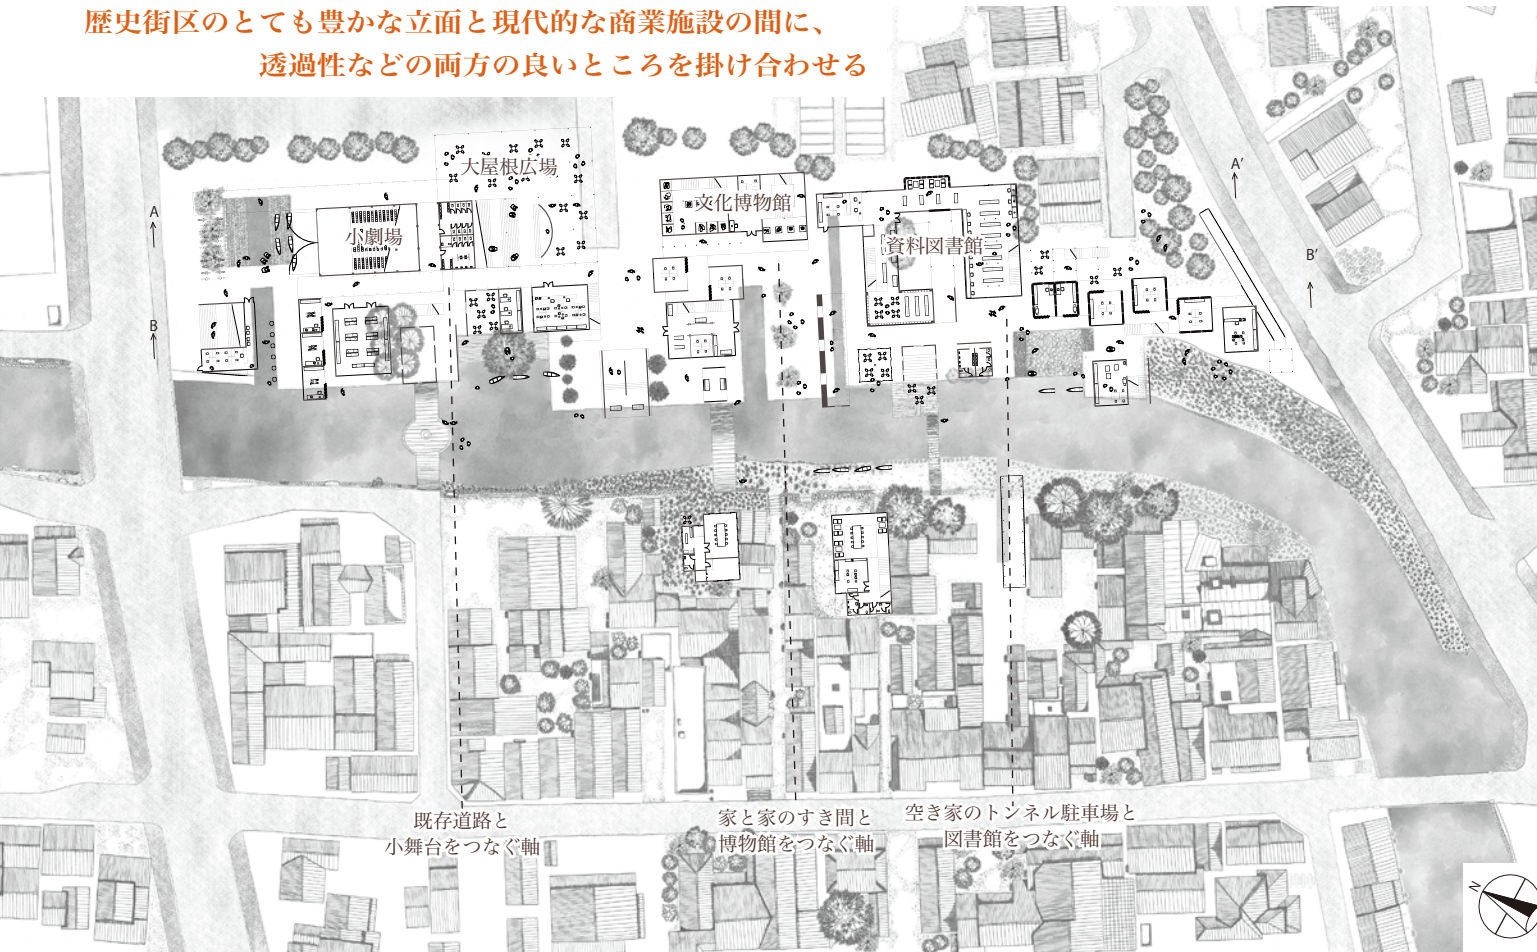 歴史街区のとても豊かな立面と現代的な商業施設の間に、
透過性などの両方の良いところを掛け合わせる
大屋根広場
文化博物館
小劇場
資料図書館
A
A'
B
B'
既存道路と
小舞台をつなぐ軸
家と家のすき間と
博物館をつなぐ軸
空き家のトンネル駐車場と
図書館をつなぐ軸
N